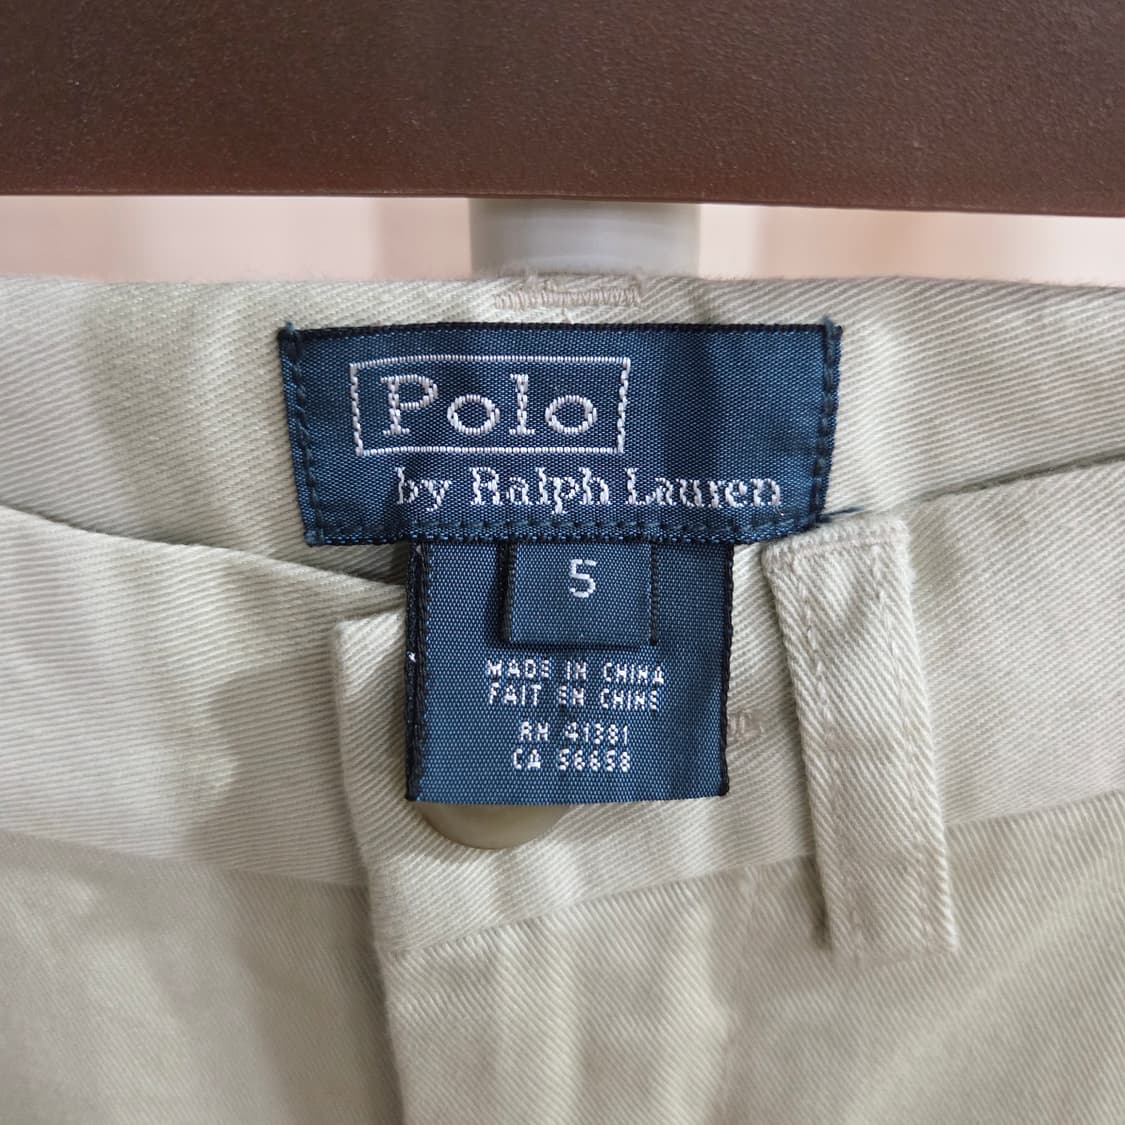 Polo
by Ralph Lauren
5
MADE IN CHINA
FAIT EN CHINE
RN 41381
CA 56658